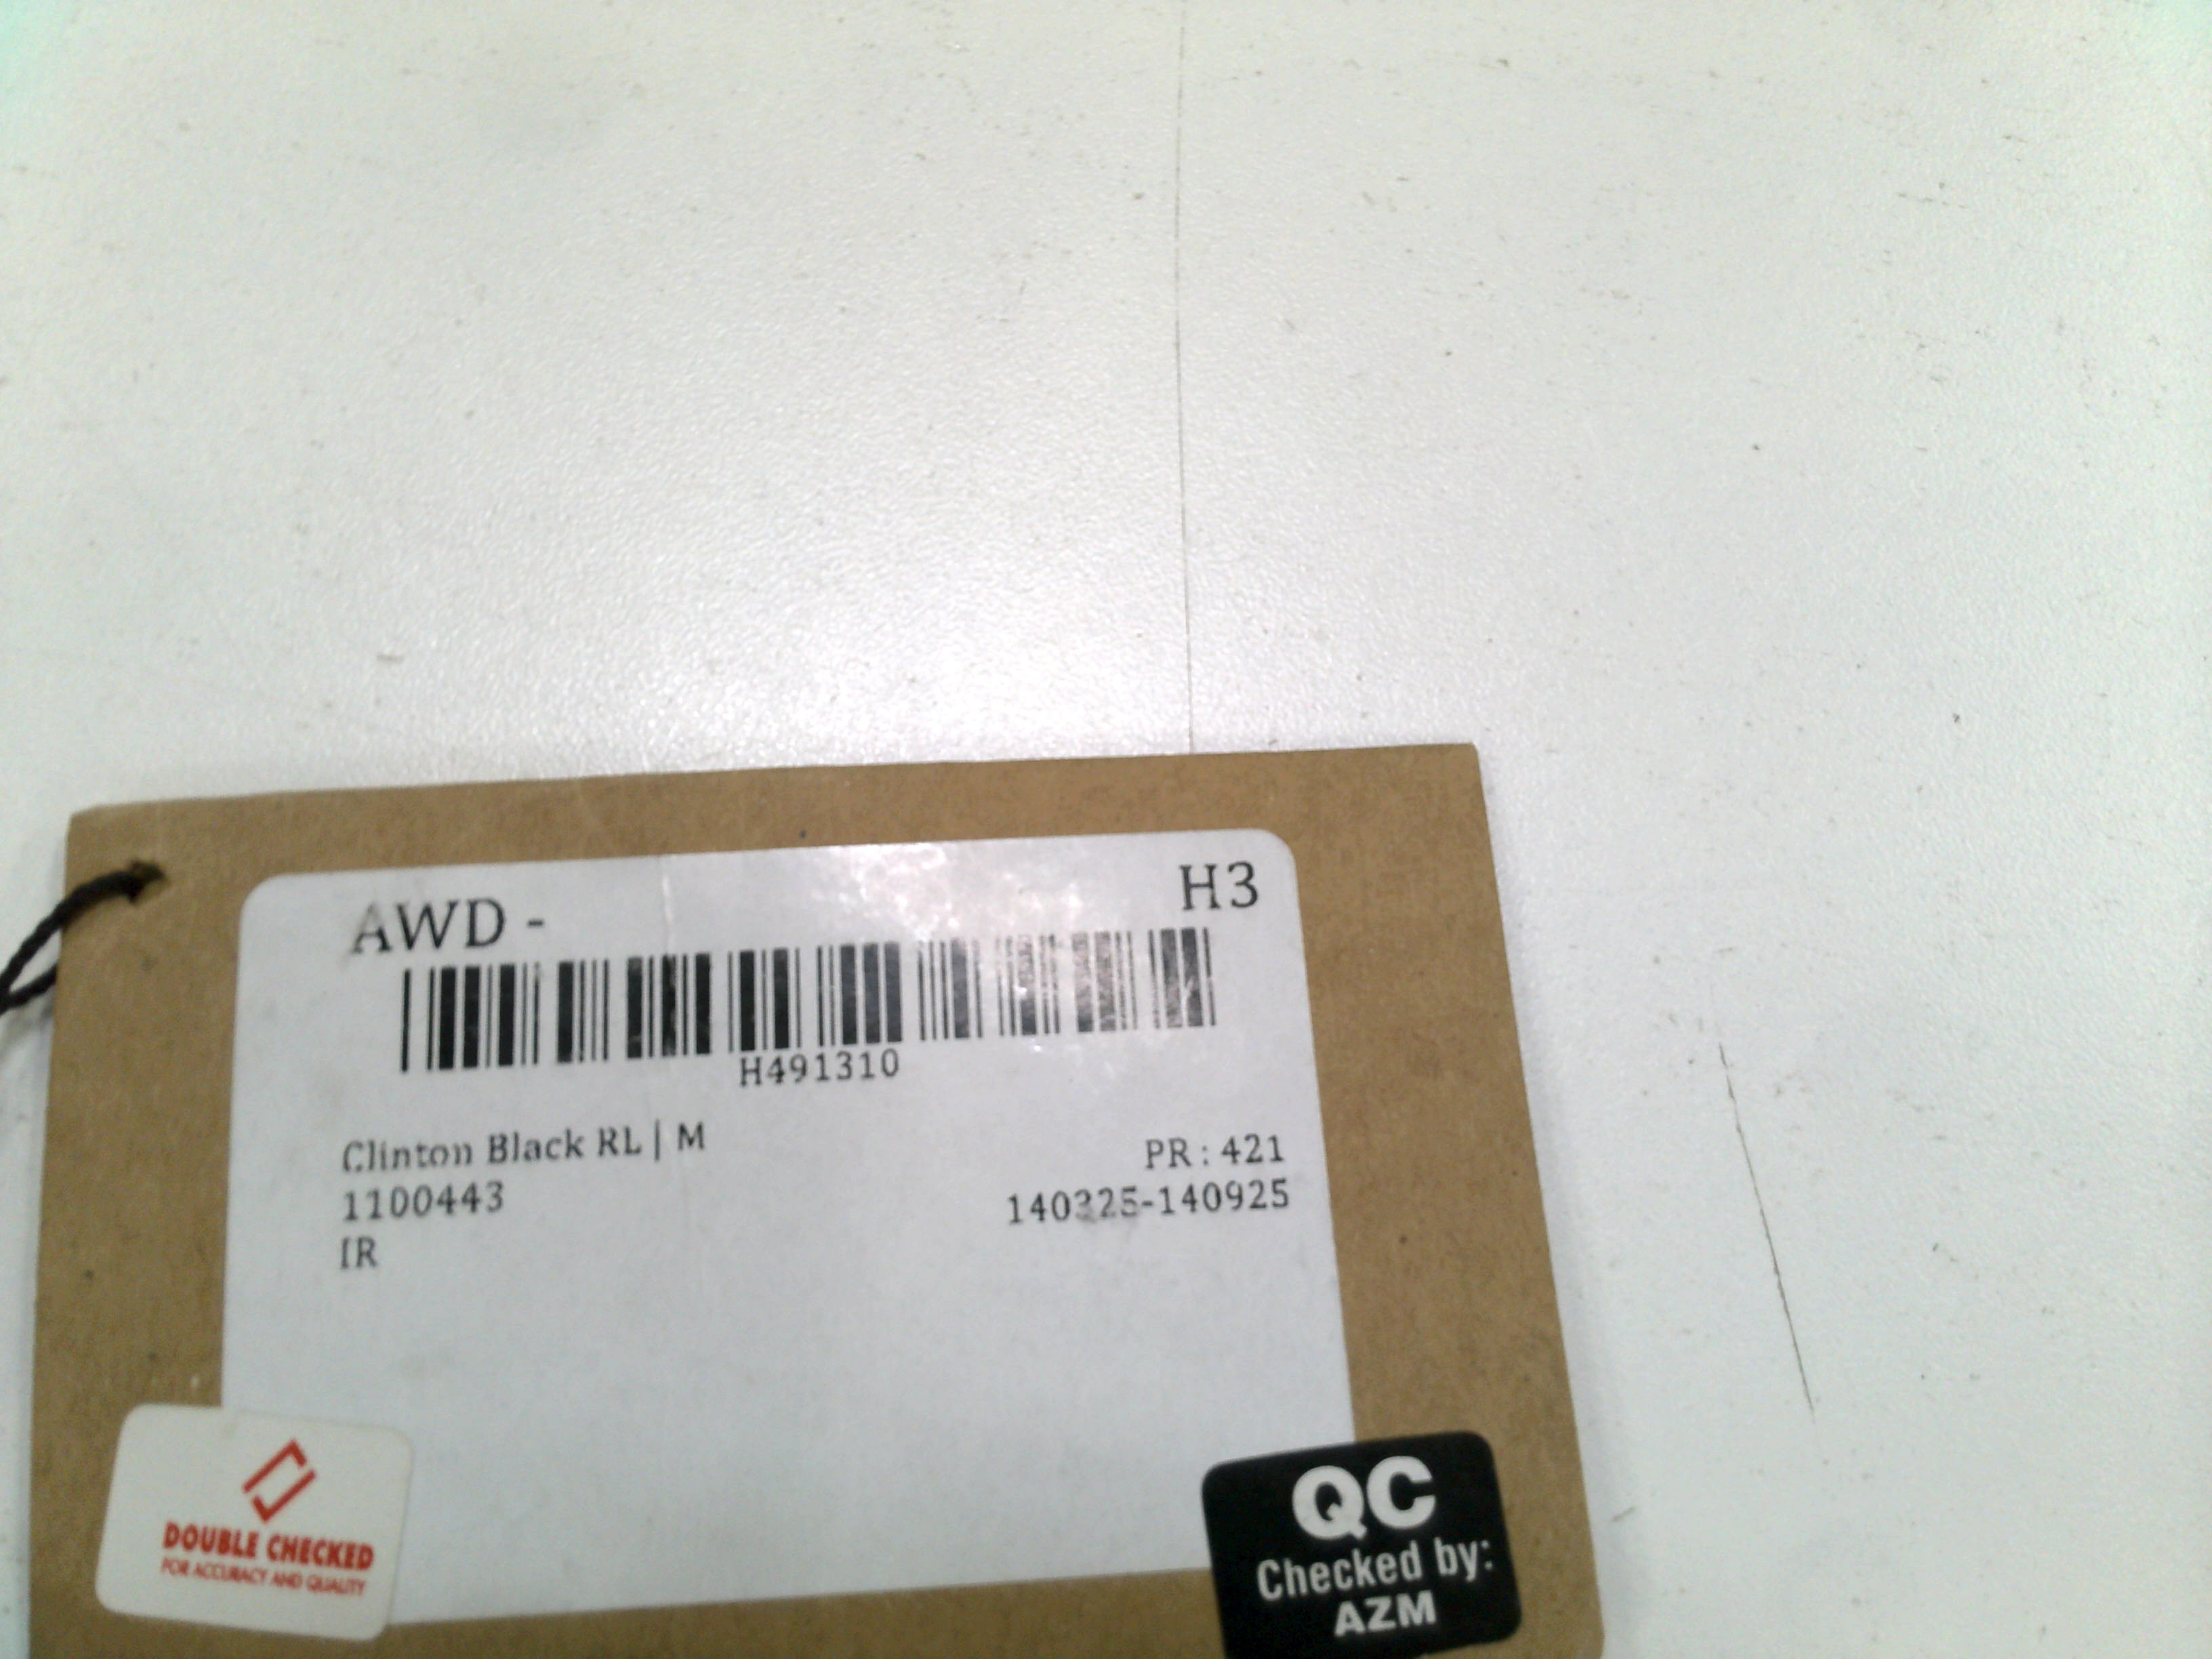 AWD -
H3
H491310
Clinton Black RL | M
PR : 421
1100443
140325-140925
IR
DOUBLE CHECKED
FOR ACCURACY AND QUALITY
QC
Checked by:
AZM